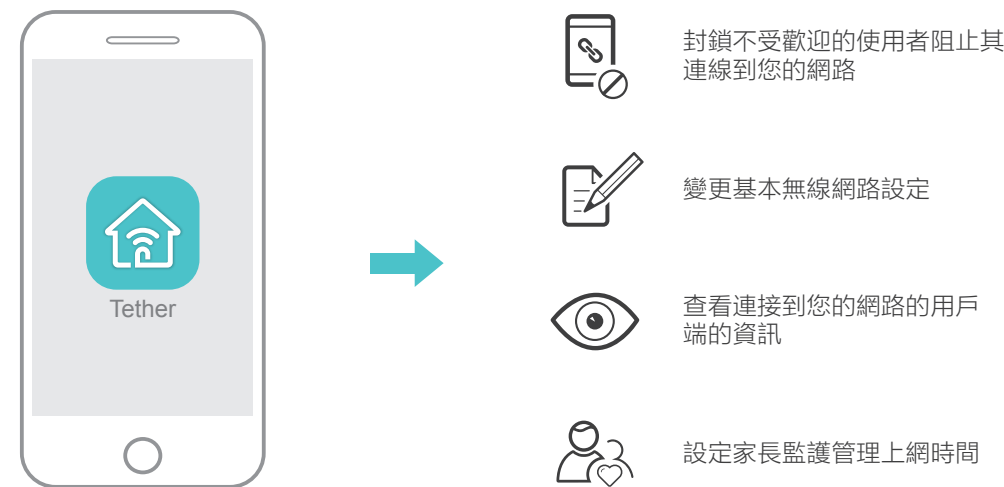 Tether
封鎖不受歡迎的使用者阻止其
連線到您的網路
變更基本無線網路設定
查看連接到您的網路的用戶
端的資訊
設定家長監護管理上網時間